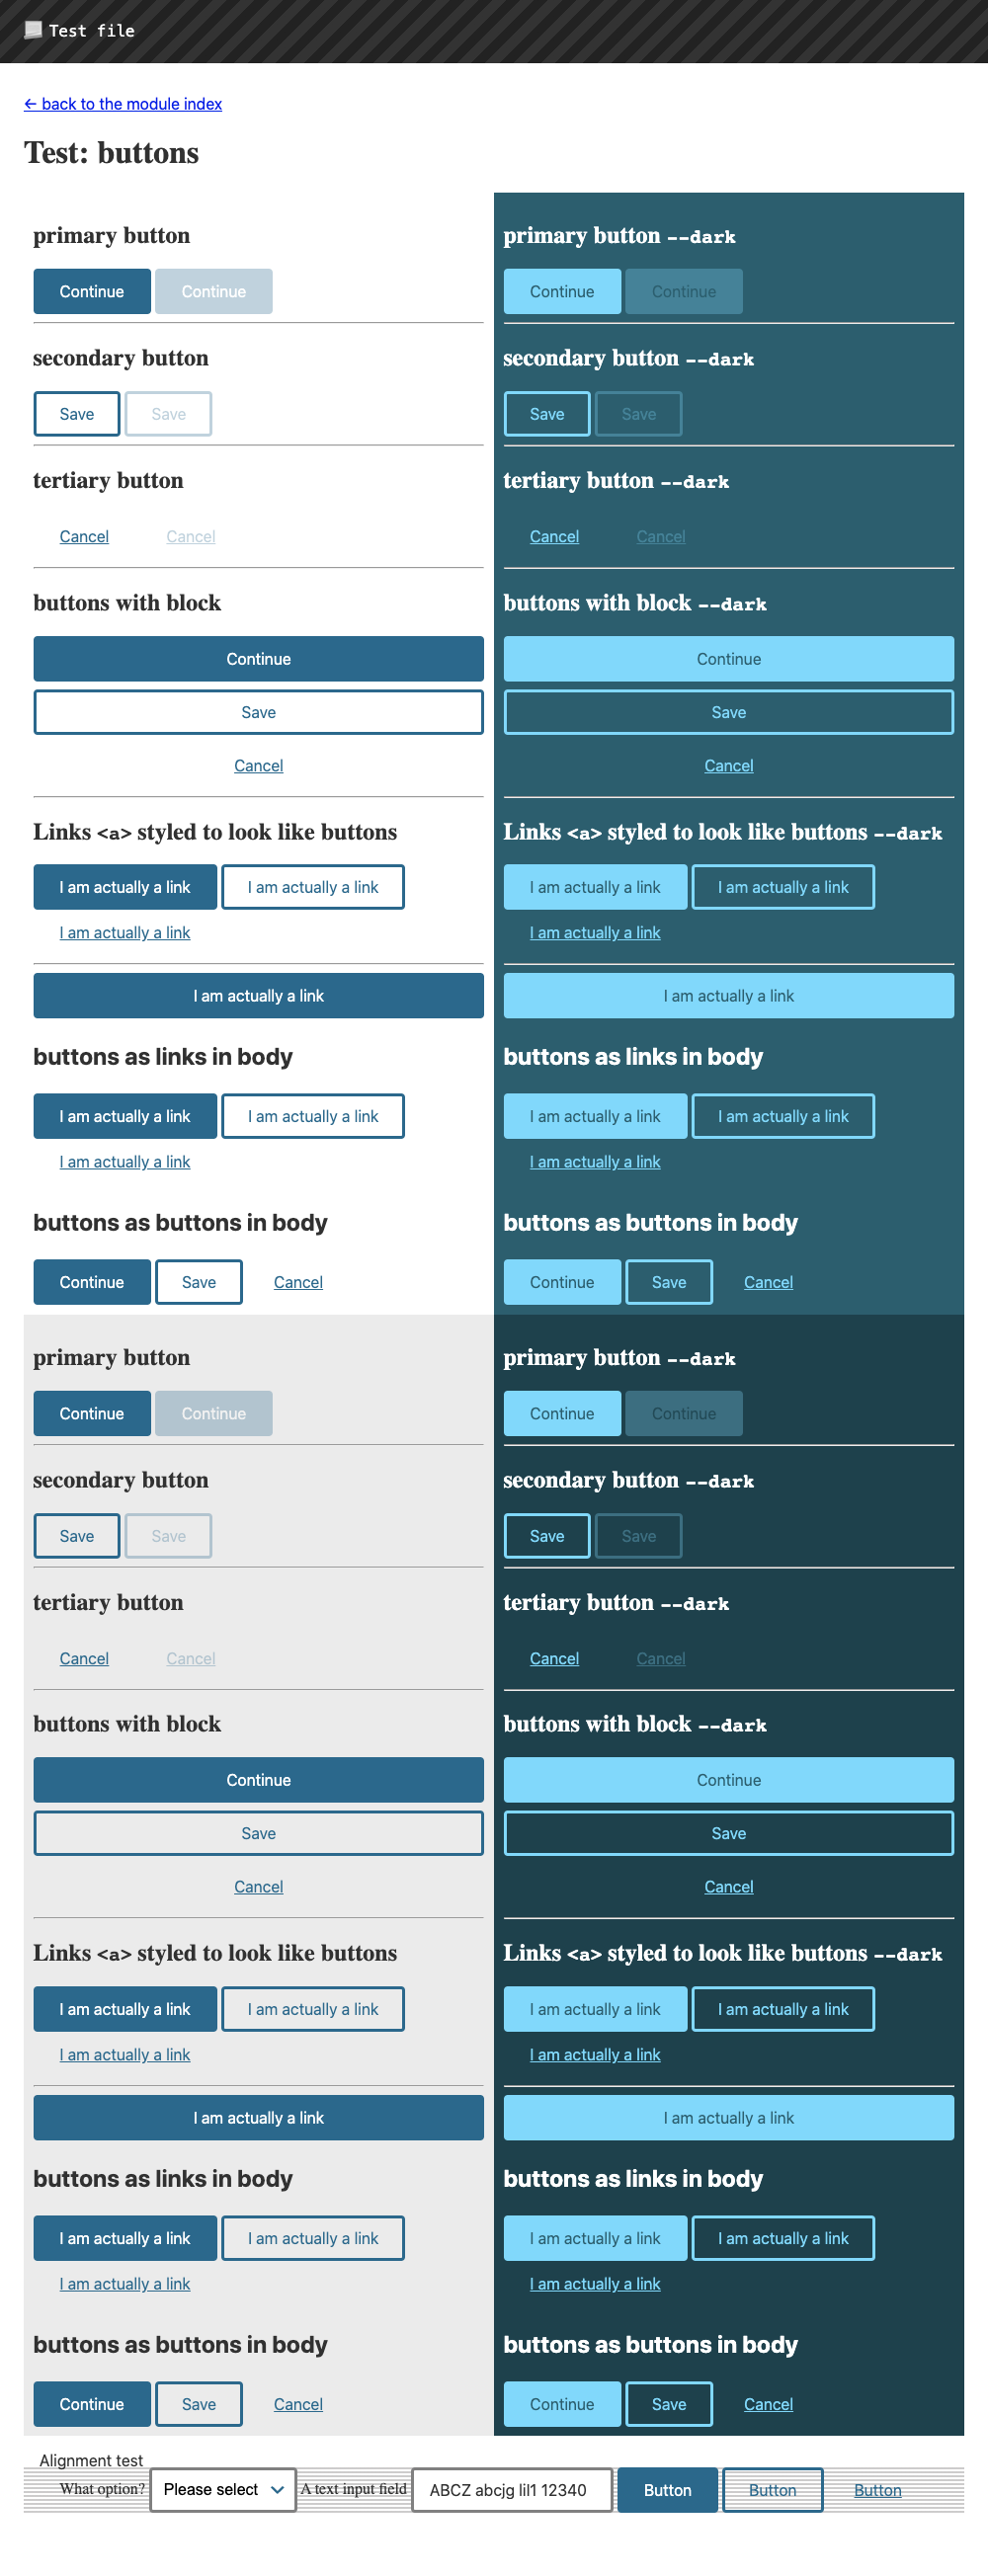 Test file
← back to the module index
Test: buttons
primary button
Continue Continue
secondary button
Save Save
tertiary button
Cancel Cancel
buttons with block
Continue
Save
Cancel
Links <a> styled to look like buttons
I am actually a link I am actually a link
I am actually a link
I am actually a link
buttons as links in body
I am actually a link I am actually a link
I am actually a link
buttons as buttons in body
Continue Save Cancel
primary button --dark
Continue Continue
secondary button --dark
Save Save
tertiary button --dark
Cancel Cancel
buttons with block --dark
Continue
Save
Cancel
Links <a> styled to look like buttons --dark
I am actually a link I am actually a link
I am actually a link
I am actually a link
buttons as links in body
I am actually a link I am actually a link
I am actually a link
buttons as buttons in body
Continue Save Cancel
primary button
Continue Continue
secondary button
Save Save
tertiary button
Cancel Cancel
buttons with block
Continue
Save
Cancel
Links <a> styled to look like buttons
I am actually a link I am actually a link
I am actually a link
I am actually a link
buttons as links in body
I am actually a link I am actually a link
I am actually a link
buttons as buttons in body
Continue Save Cancel
primary button --dark
Continue Continue
secondary button --dark
Save Save
tertiary button --dark
Cancel Cancel
buttons with block --dark
Continue
Save
Cancel
Links <a> styled to look like buttons --dark
I am actually a link I am actually a link
I am actually a link
I am actually a link
buttons as links in body
I am actually a link I am actually a link
I am actually a link
buttons as buttons in body
Continue Save Cancel
Alignment test
What option? Please select A text input field ABCZ abcjg lil1 12340 Button Button Button